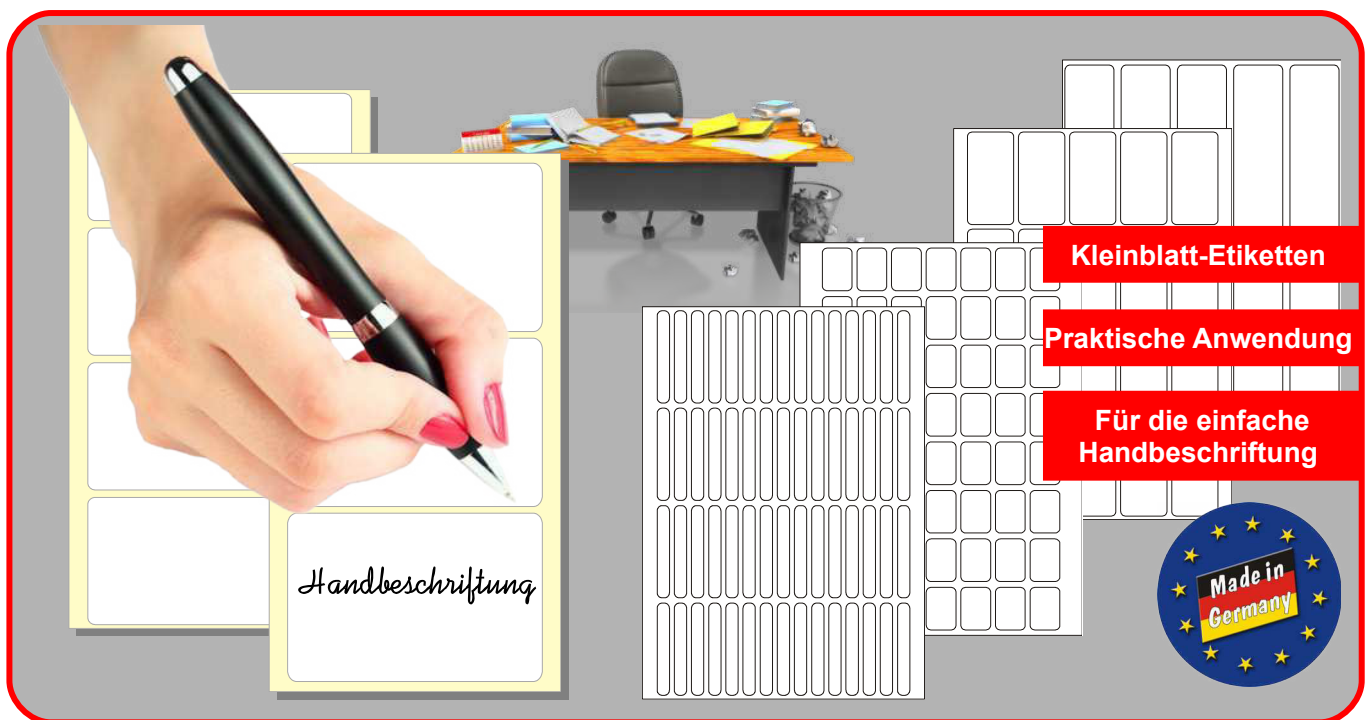 Kleinblatt-Etiketten
Praktische Anwendung
Für die einfache
Handbeschriftung
Handbeschriftung
Made in
Germany